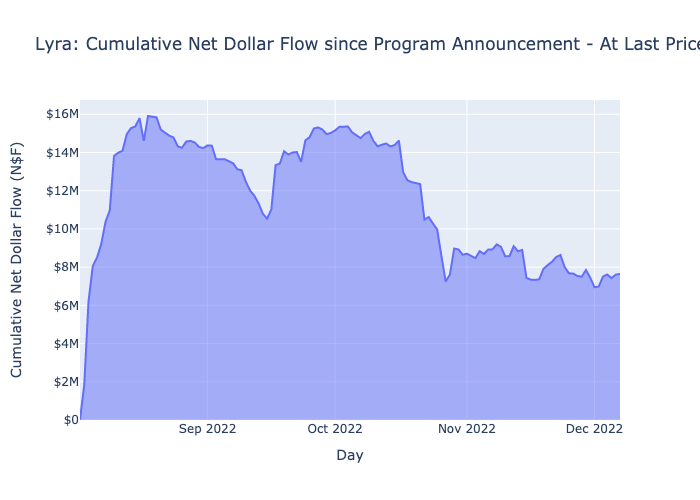 Lyra: Cumulative Net Dollar Flow since Program Announcement - At Last Price
$16M
$14M
$12M
$10M
$8M
$6M
$4M
$2M
$0
Cumulative Net Dollar Flow (N$F)
Sep 2022
Oct 2022
Nov 2022
Dec 2022
Day